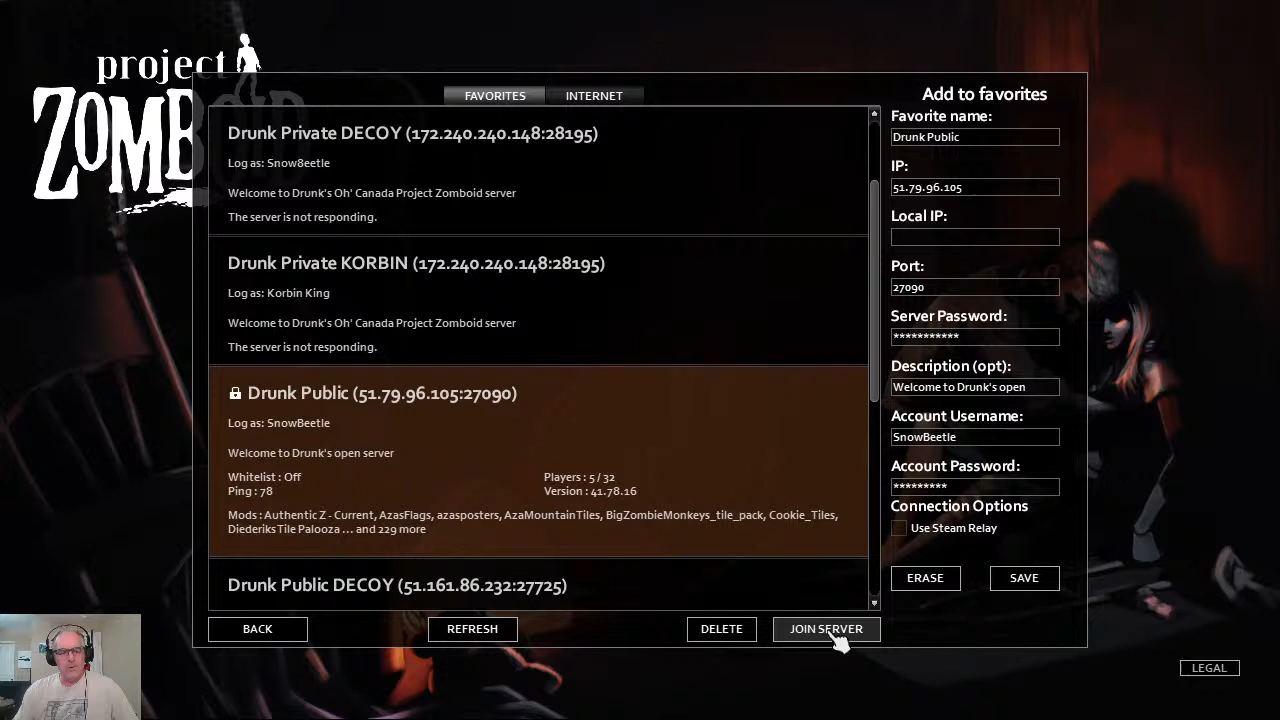 project
ZOMBOID
FAVORITES
INTERNET
Drunk Private DECOY (172.240.240.148:28195)
Log as: Snow8eetle
Welcome to Drunk's Oh' Canada Project Zomboid server
The server is not responding.
Drunk Private KORBIN (172.240.240.148:28195)
Log as: Korbin King
Welcome to Drunk's Oh' Canada Project Zomboid server
The server is not responding.
Drunk Public (51.79.96.105:27090)
Log as: SnowBeetle
Welcome to Drunk's open server
Whitelist : Off
Players : 5 / 32
Ping : 78
Version : 41.78.16
Mods : Authentic Z - Current, AzasFlags, azasposters, AzaMountainTiles, BigZombieMonkeys_tile_pack, Cookie_Tiles,
DiederiksTile Palooza ... and 229 more
Drunk Public DECOY (51.161.86.232:27725)
BACK
REFRESH
DELETE
JOIN SERVER
Add to favorites
Favorite name:
Drunk Public
IP:
51.79.96.105
Local IP:
Port:
27090
Server Password:
***********
Description (opt):
Welcome to Drunk's open
Account Username:
SnowBeetle
Account Password:
*********
Connection Options
Use Steam Relay
ERASE
SAVE
LEGAL